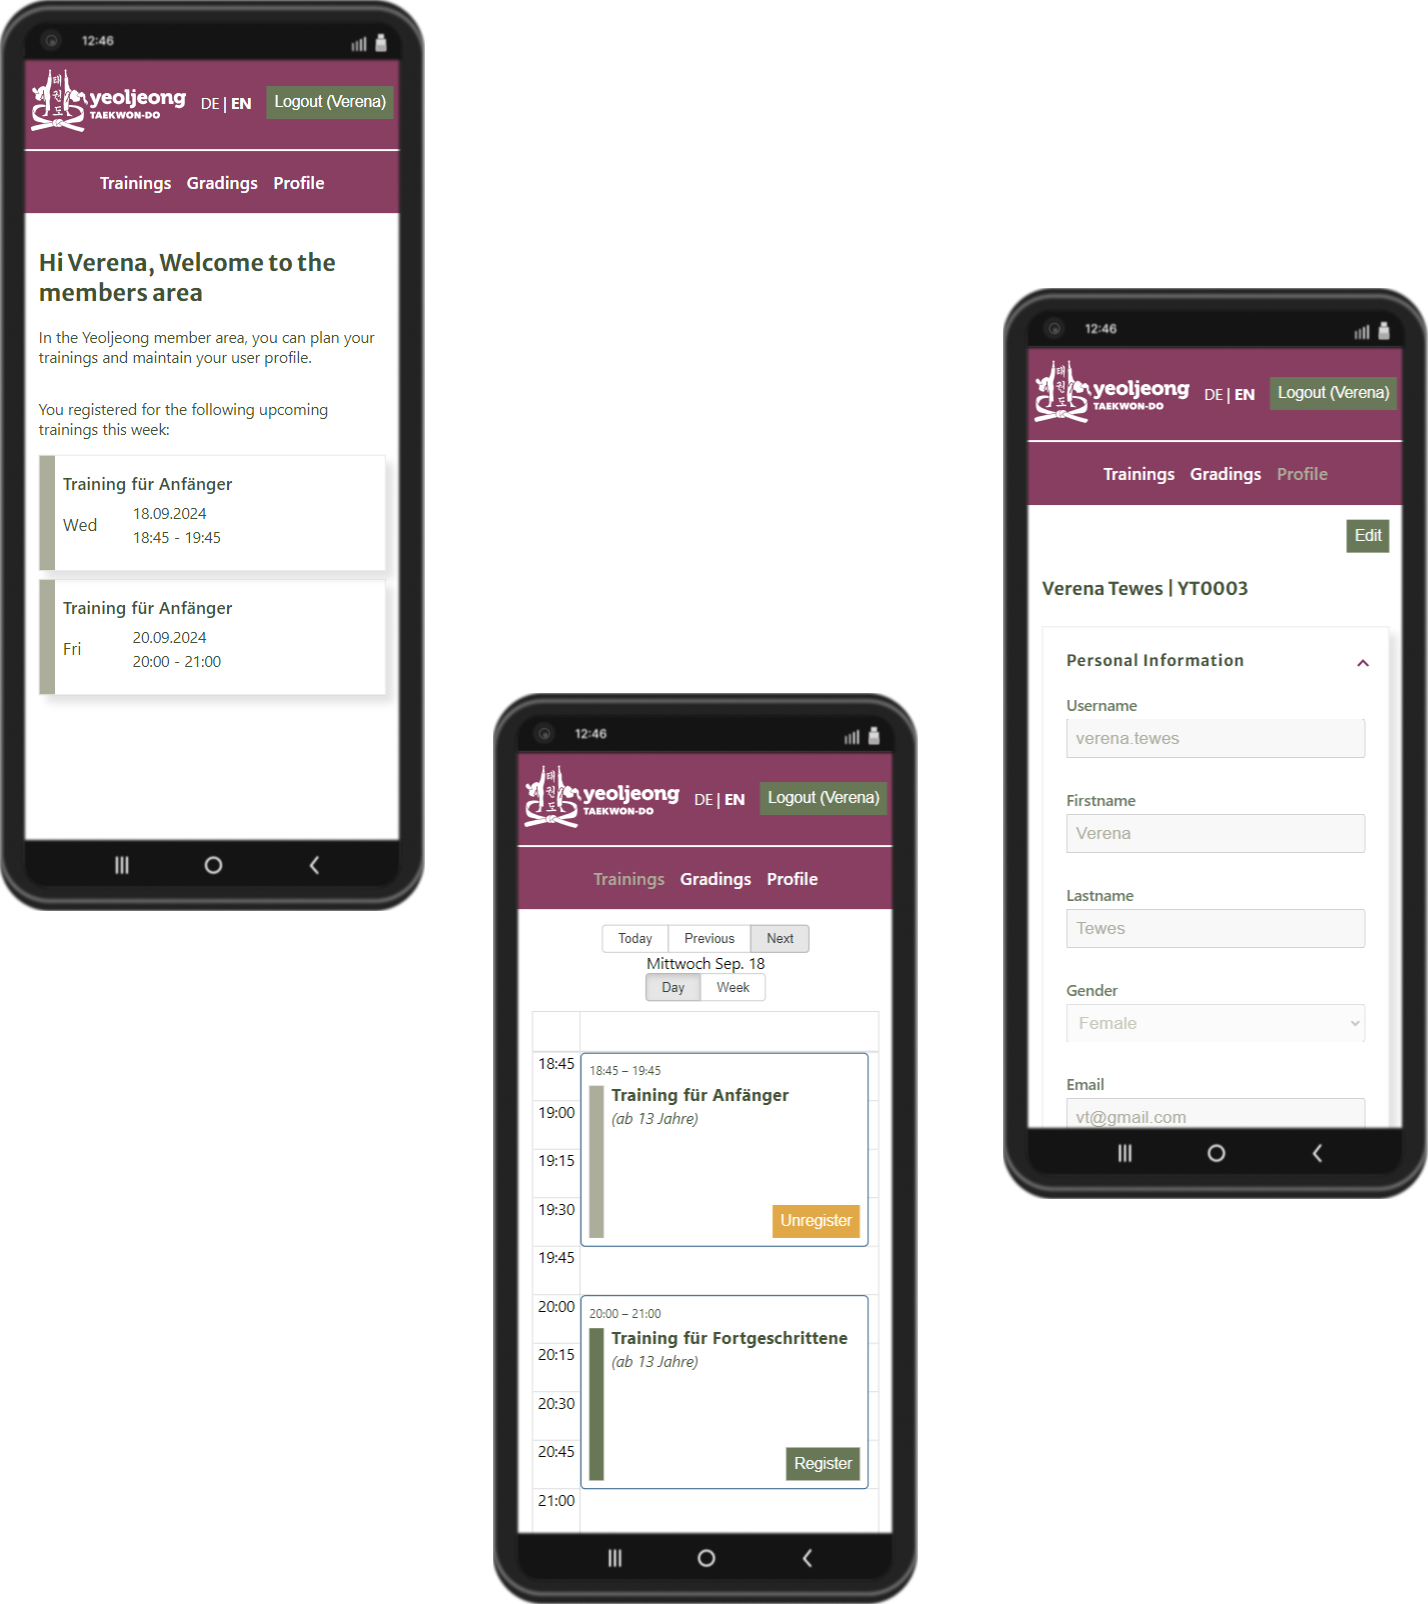 12:46
태
권
도
yeoljeong
TAEKWON-DO
DE | EN
Logout (Verena)
Trainings Gradings Profile
Hi Verena, Welcome to the
members area
In the Yeoljeong member area, you can plan your
trainings and maintain your user profile.
You registered for the following upcoming
trainings this week:
Training für Anfänger
Wed
18.09.2024
18:45 - 19:45
Training für Anfänger
Fri
20.09.2024
20:00 - 21:00
12:46
태
권
도
yeoljeong
TAEKWON-DO
DE | EN
Logout (Verena)
Trainings Gradings Profile
Today Previous Next
Mittwoch Sep. 18
Day Week
18:45
19:00
19:15
19:30
19:45
20:00
20:15
20:30
20:45
21:00
18:45 – 19:45
Training für Anfänger
(ab 13 Jahre)
Unregister
20:00 – 21:00
Training für Fortgeschrittene
(ab 13 Jahre)
Register
12:46
태
권
도
yeoljeong
TAEKWON-DO
DE | EN
Logout (Verena)
Trainings Gradings Profile
Edit
Verena Tewes | YT0003
Personal Information
Username
verena.tewes
Firstname
Verena
Lastname
Tewes
Gender
Female
Email
vt@gmail.com